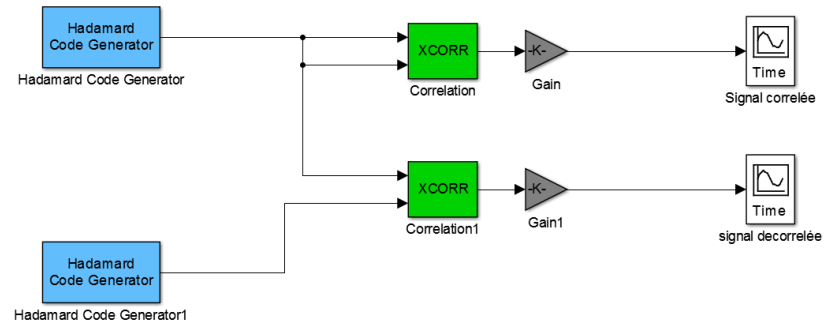 Hadamard
Code Generator
Hadamard Code Generator
XCORR
Correlation
-K-
Gain
Time
Signal correlée
XCORR
Correlation1
-K-
Gain1
Time
signal decorrelée
Hadamard
Code Generator
Hadamard Code Generator1